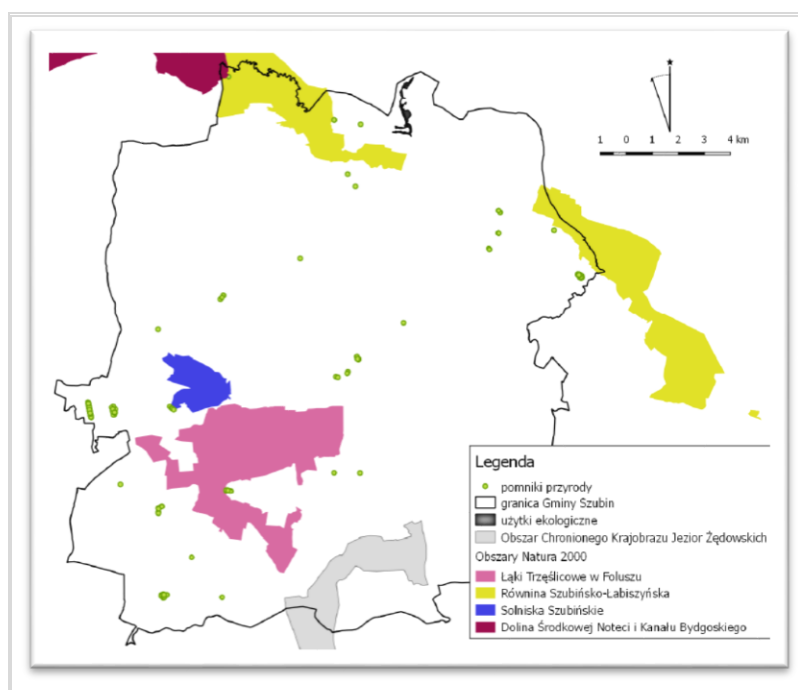 1 0 1 2 3 4 km
Legenda
pomniki przyrody
granica Gminy Szubin
użytki ekologiczne
Obszar Chronionego Krajobrazu Jezior Żędowskich
Obszary Natura 2000
Łąki Trzęślicowe w Foluszu
Równina Szubińsko-Łabiszyńska
Solniska Szubińskie
Dolina Środkowej Noteci i Kanału Bydgoskiego